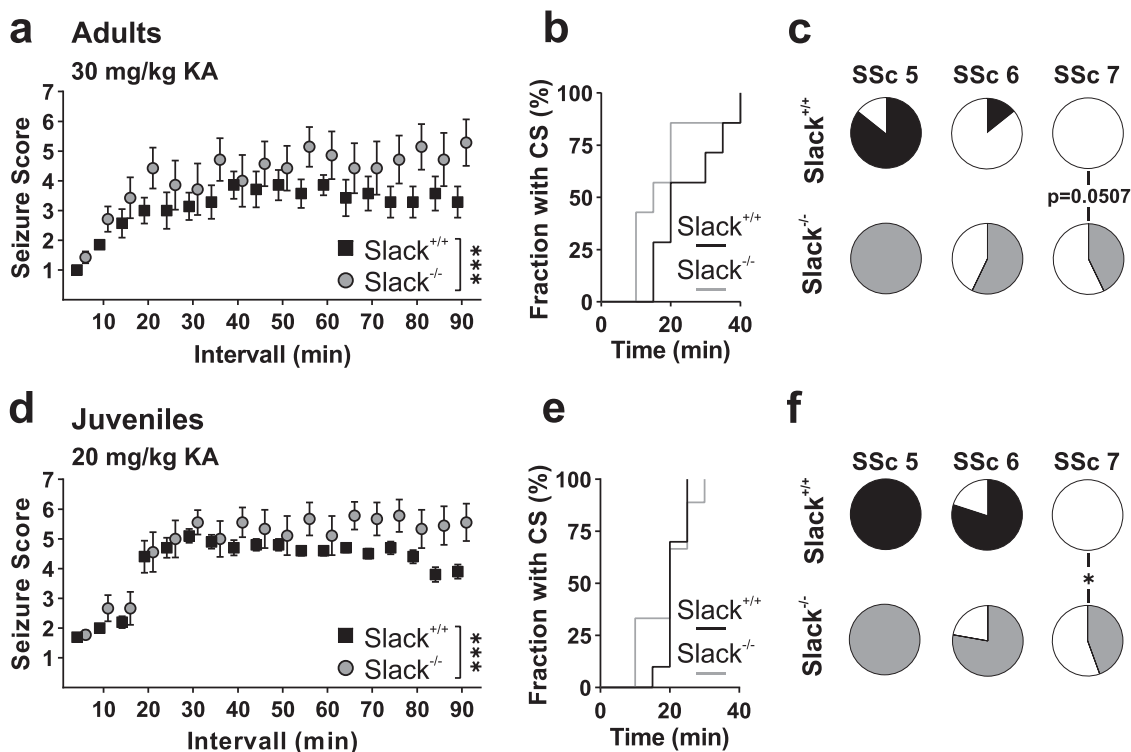 a Adults
30 mg/kg KA
Seizure Score
7
6
5
4
3
2
1
10 20 30 40 50 60 70 80 90
Intervall (min)
Slack+/+
Slack-/-
***
b
Fraction with CS (%)
100
75
50
25
0
0 20 40
Time (min)
Slack+/+
Slack-/-
c
SSc 5 SSc 6 SSc 7
Slack+/+
p=0.0507
Slack-/-
d Juveniles
20 mg/kg KA
Seizure Score
7
6
5
4
3
2
1
10 20 30 40 50 60 70 80 90
Intervall (min)
Slack+/+
Slack-/-
***
e
Fraction with CS (%)
100
75
50
25
0
0 20 40
Time (min)
Slack+/+
Slack-/-
f
SSc 5 SSc 6 SSc 7
Slack+/+
*
Slack-/-